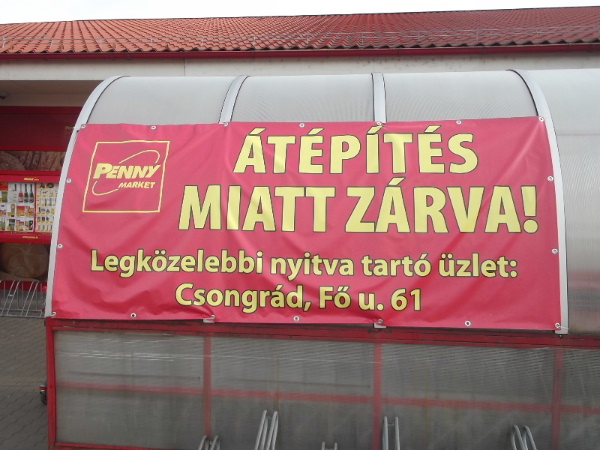 PENNY
MARKET
ÁTÉPÍTÉS
MIATT ZÁRVA!
Legközelebbi nyitva tartó üzlet:
Csongrád, Fő u. 61